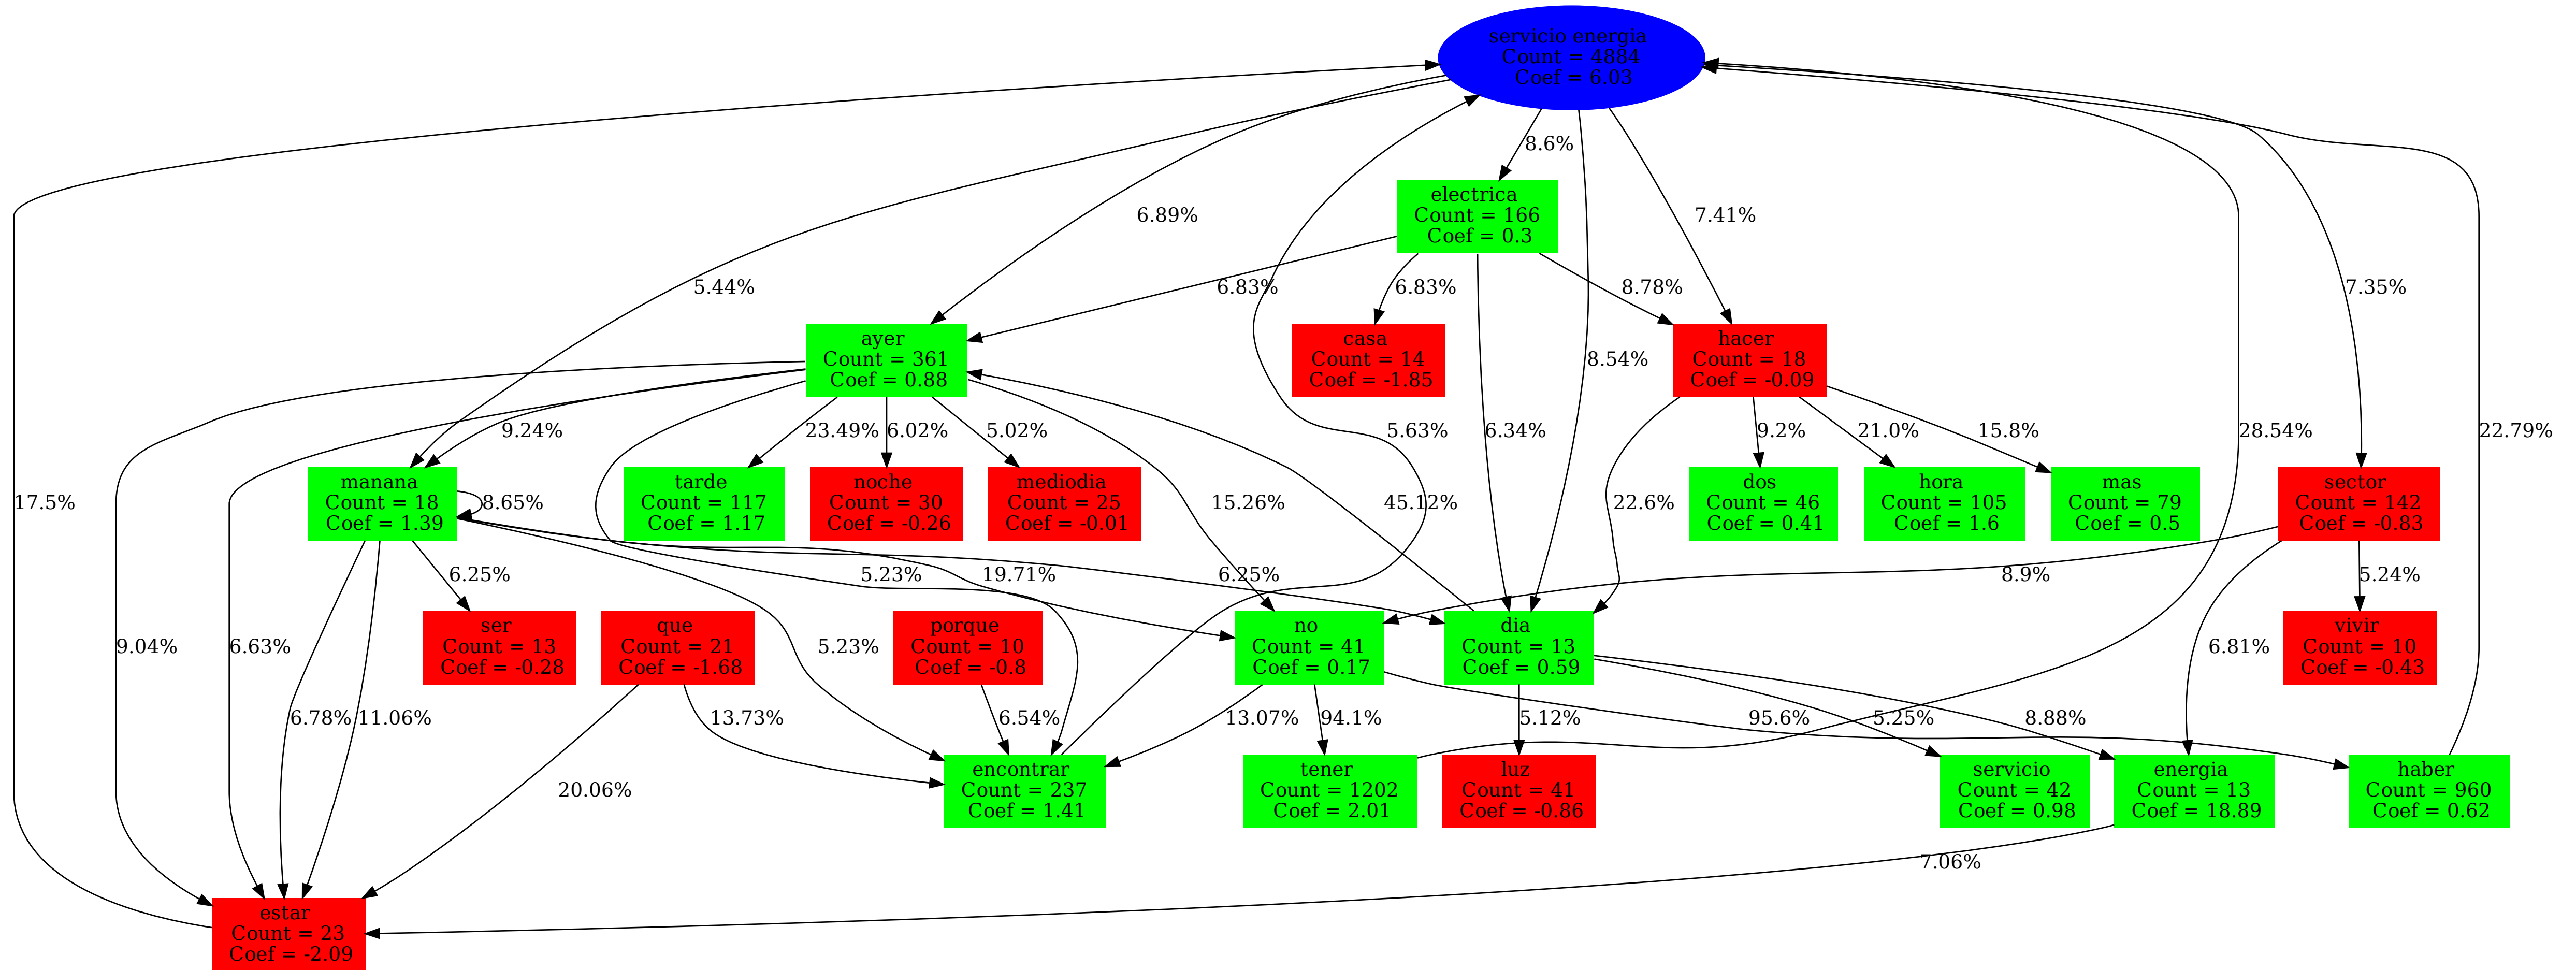 servicio energia
Count = 4884
Coef = 6.03
8.6%
electrica
Count = 166
Coef = 0.3
6.89%
7.41%
5.44%
6.83%
6.83%
8.78%
7.35%
ayer
Count = 361
Coef = 0.88
casa
Count = 14
Coef = -1.85
hacer
Count = 18
Coef = -0.09
8.54%
9.24%
23.49%
6.02%
5.02%
5.63%
6.34%
9.2%
21.0%
15.8%
28.54%
22.79%
manana
Count = 18
Coef = 1.39
8.65%
tarde
Count = 117
Coef = 1.17
noche
Count = 30
Coef = -0.26
mediodia
Count = 25
Coef = -0.01
15.26%
45.12%
22.6%
dos
Count = 46
Coef = 0.41
hora
Count = 105
Coef = 1.6
mas
Count = 79
Coef = 0.5
sector
Count = 142
Coef = -0.83
17.5%
6.25%
5.23%
19.71%
6.25%
8.9%
5.24%
9.04%
6.63%
ser
Count = 13
Coef = -0.28
que
Count = 21
Coef = -1.68
5.23%
porque
Count = 10
Coef = -0.8
no
Count = 41
Coef = 0.17
dia
Count = 13
Coef = 0.59
6.81%
vivir
Count = 10
Coef = -0.43
6.78%
11.06%
13.73%
6.54%
13.07%
94.1%
5.12%
95.6%
5.25%
8.88%
20.06%
encontrar
Count = 237
Coef = 1.41
tener
Count = 1202
Coef = 2.01
luz
Count = 41
Coef = -0.86
servicio
Count = 42
Coef = 0.98
energia
Count = 13
Coef = 18.89
haber
Count = 960
Coef = 0.62
7.06%
estar
Count = 23
Coef = -2.09